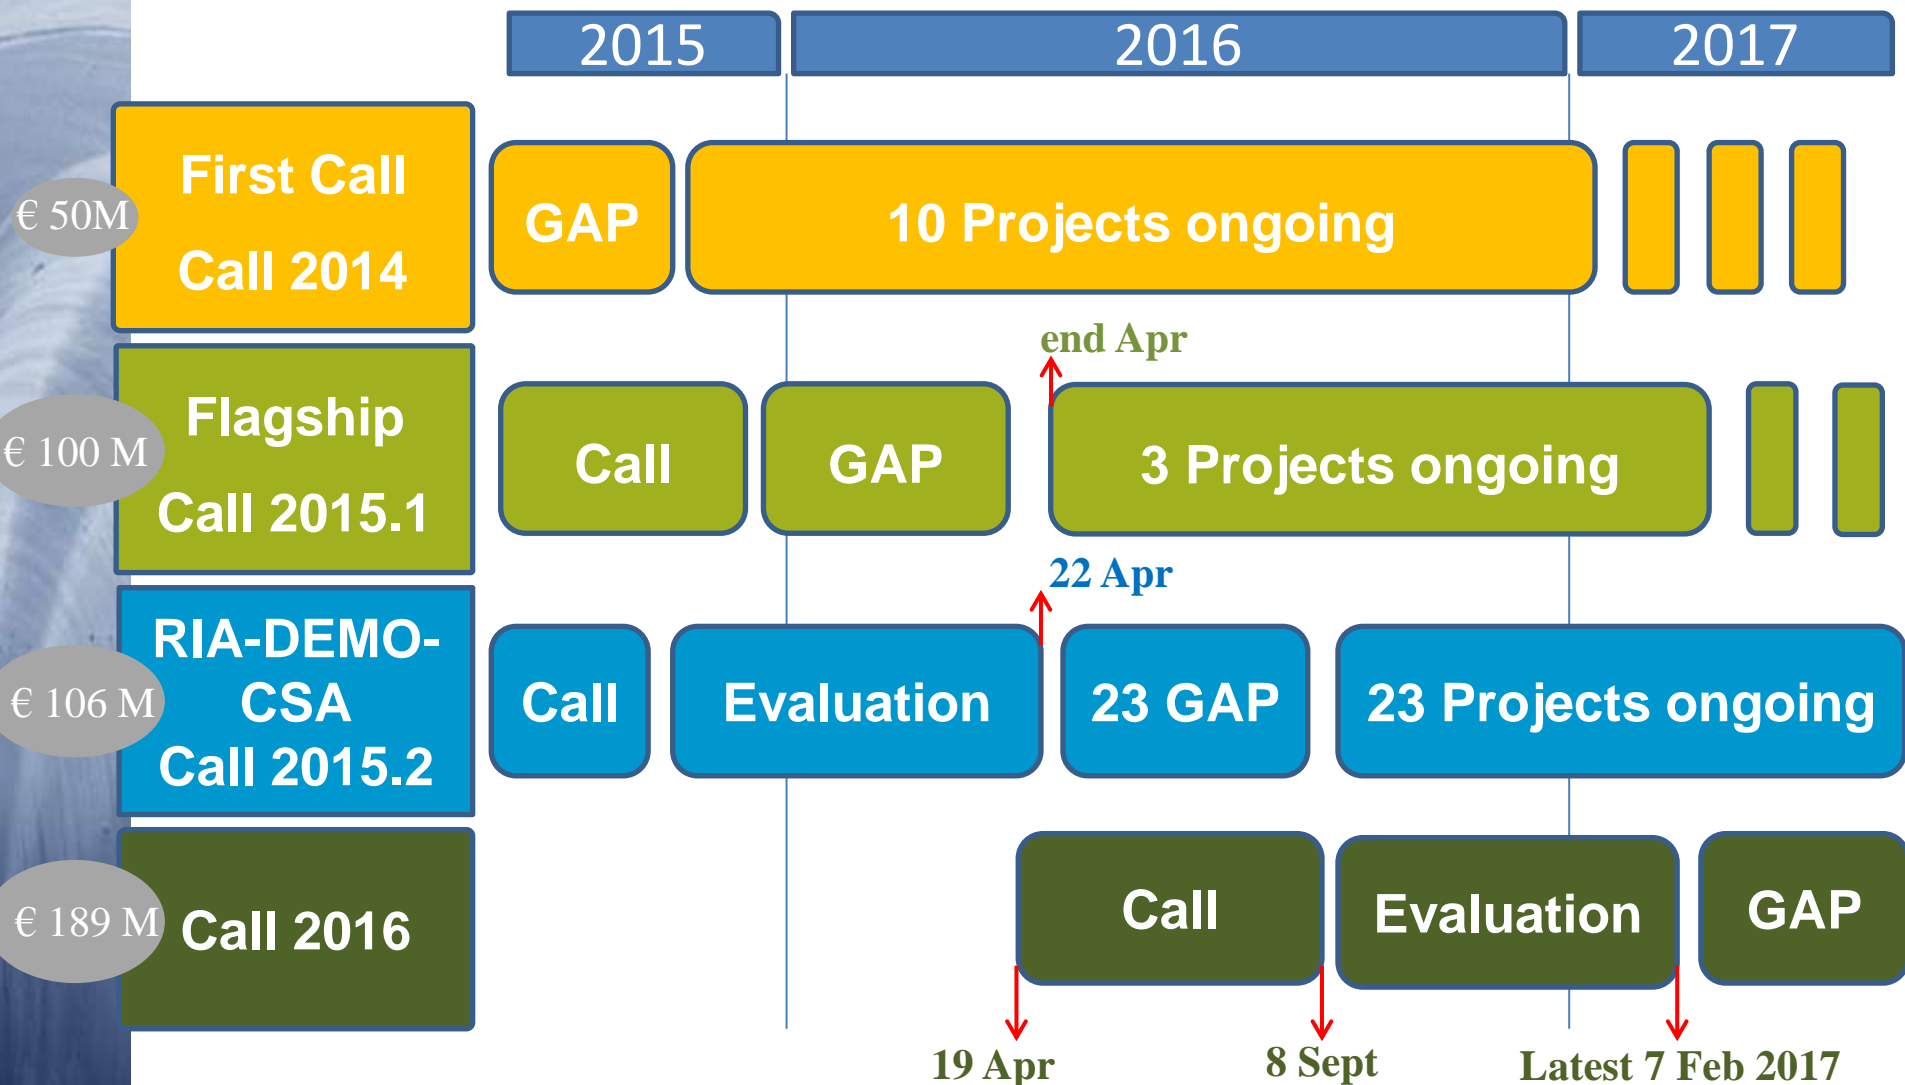 2015
2016
2017
€ 50M
First Call
Call 2014
GAP
10 Projects ongoing
end Apr
€ 100 M
Flagship
Call 2015.1
Call
GAP
3 Projects ongoing
22 Apr
€ 106 M
RIA-DEMO-
CSA
Call 2015.2
Call
Evaluation
23 GAP
23 Projects ongoing
€ 189 M
Call 2016
Call
Evaluation
GAP
19 Apr
8 Sept
Latest 7 Feb 2017